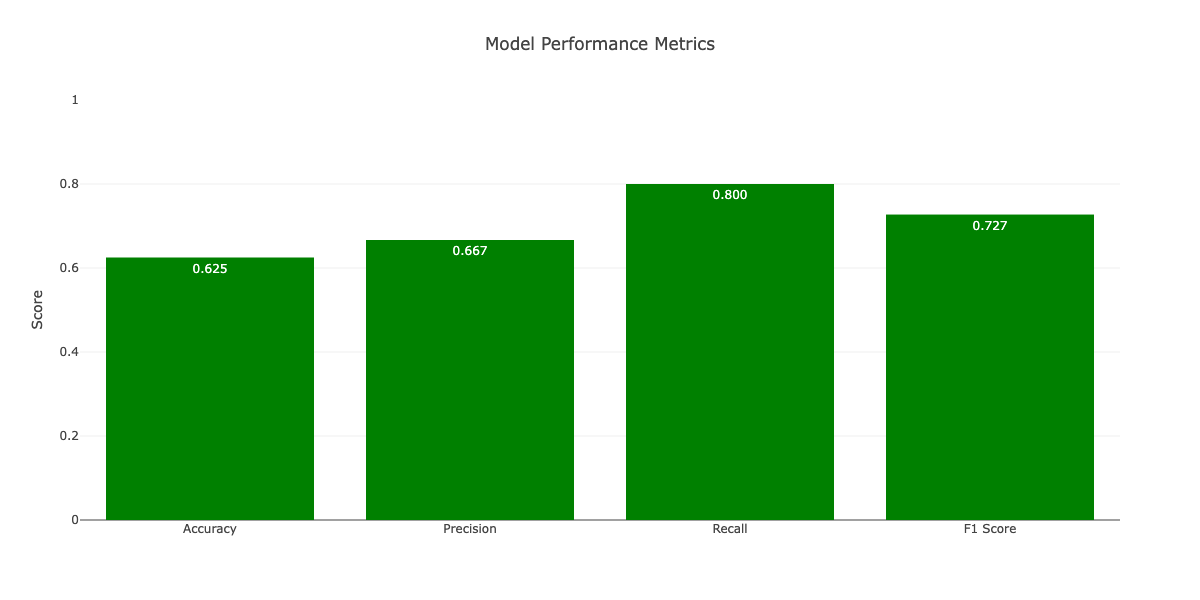 Model Performance Metrics
1
0.8
0.6
0.4
0.2
0
Score
0.625
0.667
0.800
0.727
Accuracy
Precision
Recall
F1 Score